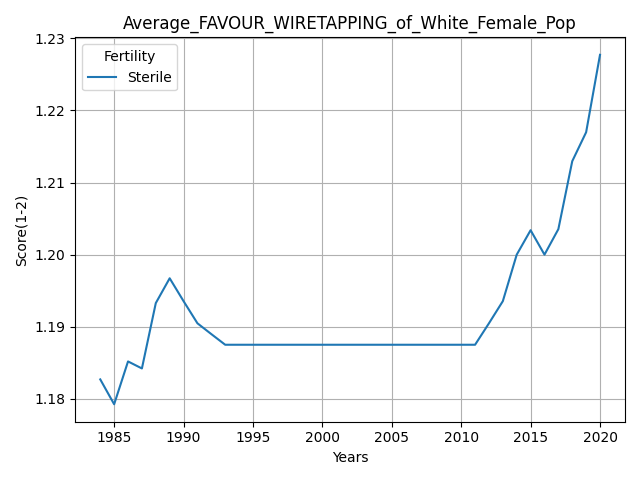 Average_FAVOUR_WIRETAPPING_of_White_Female_Pop
1.23
1.22
1.21
1.20
1.19
1.18
Score(1-2)
Fertility
Sterile
1985 1990 1995 2000 2005 2010 2015 2020
Years